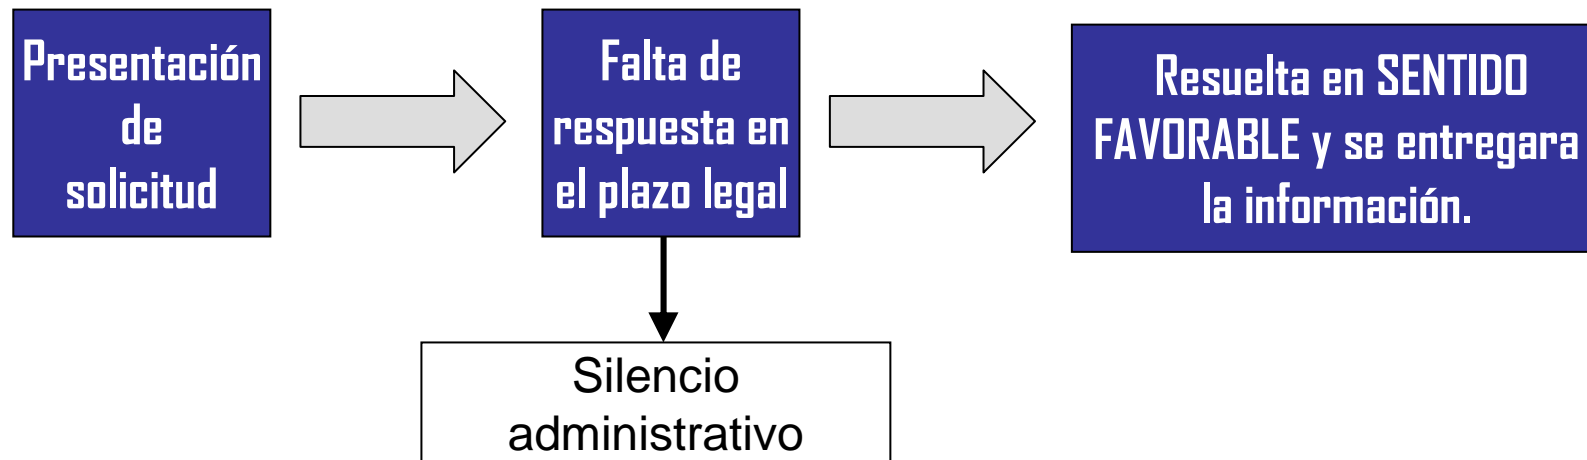 Presentación
de
solicitud
Falta de
respuesta en
el plazo legal
Resuelta en SENTIDO
FAVORABLE y se entregara
la información.
Silencio
administrativo